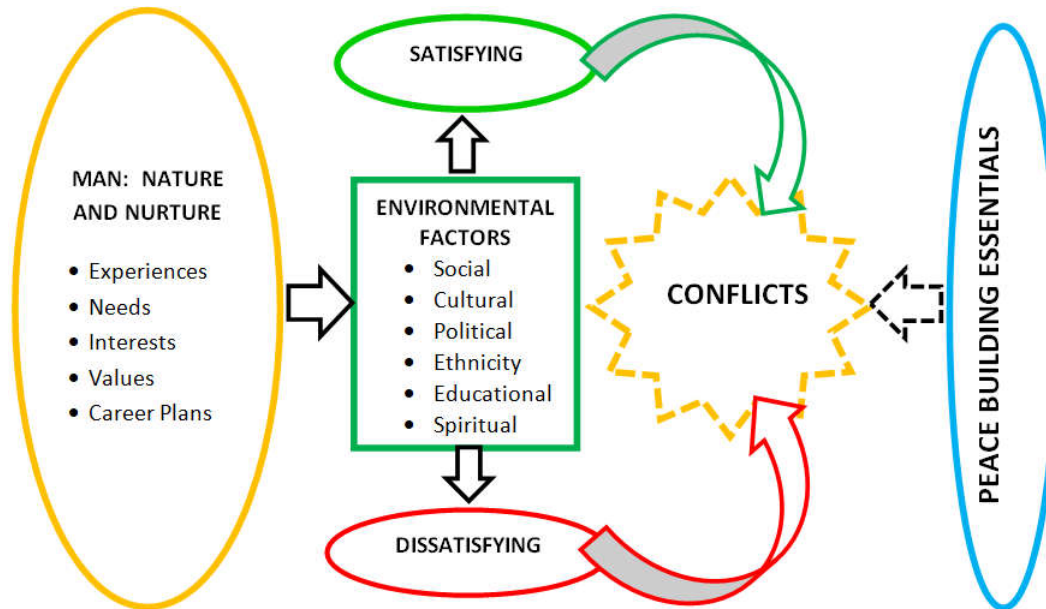 SATISFYING
MAN: NATURE
AND NURTURE
• Experiences
• Needs
• Interests
• Values
• Career Plans
ENVIRONMENTAL
FACTORS
• Social
• Cultural
• Political
• Ethnicity
• Educational
• Spiritual
DISSATISFYING
CONFLICTS
PEACE BUILDING ESSENTIALS